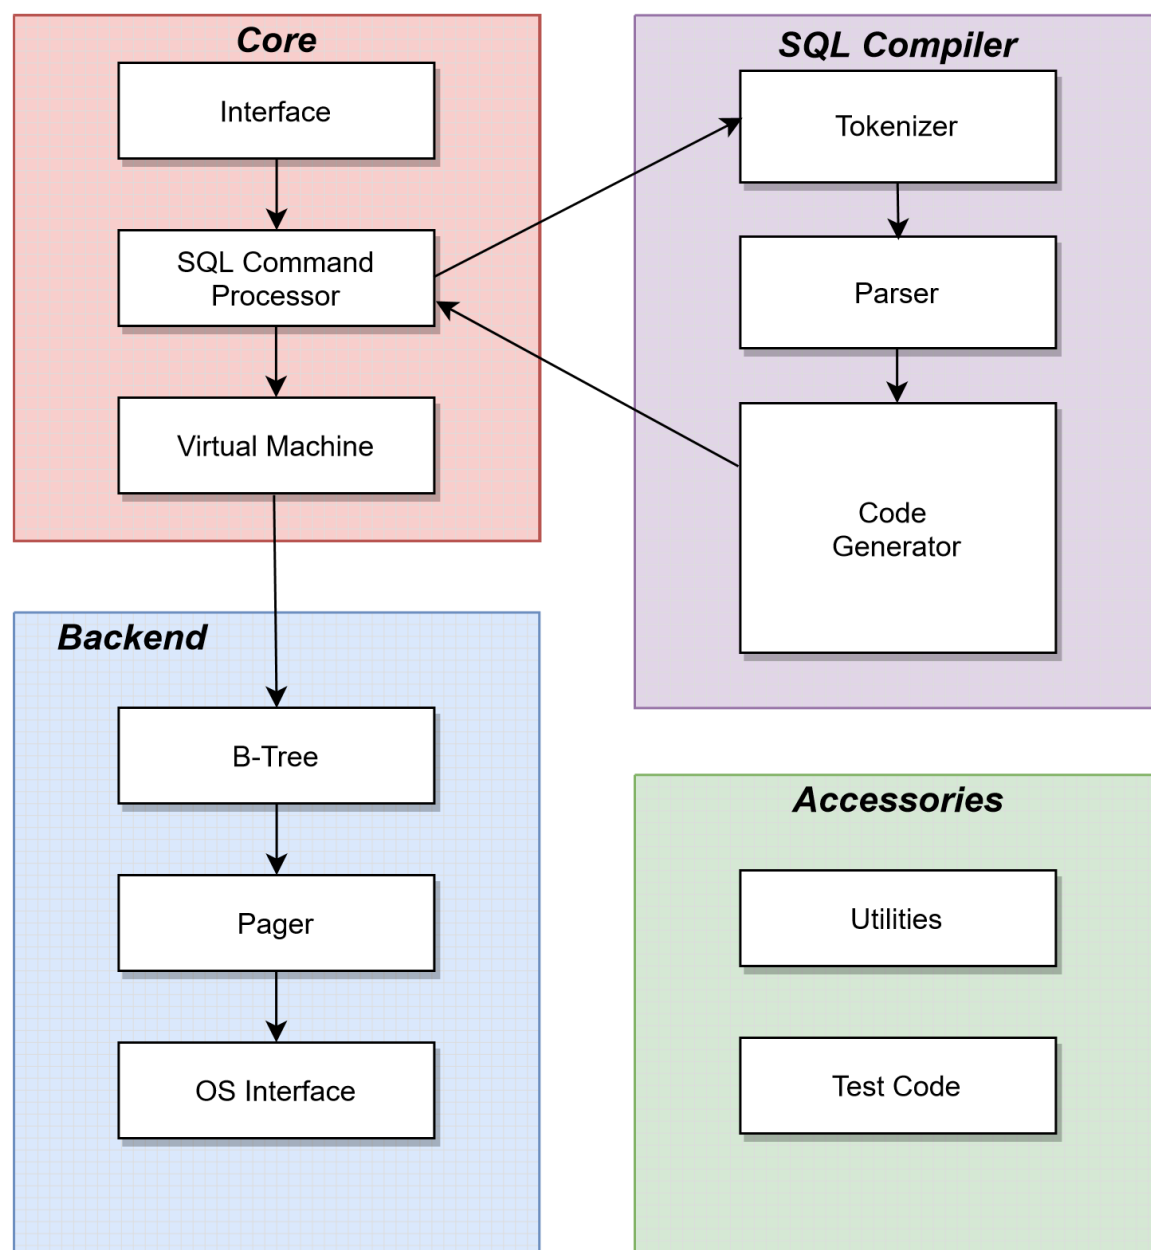 Core
Interface
SQL Command
Processor
Virtual Machine
SQL Compiler
Tokenizer
Parser
Code
Generator
Backend
B-Tree
Pager
OS Interface
Accessories
Utilities
Test Code